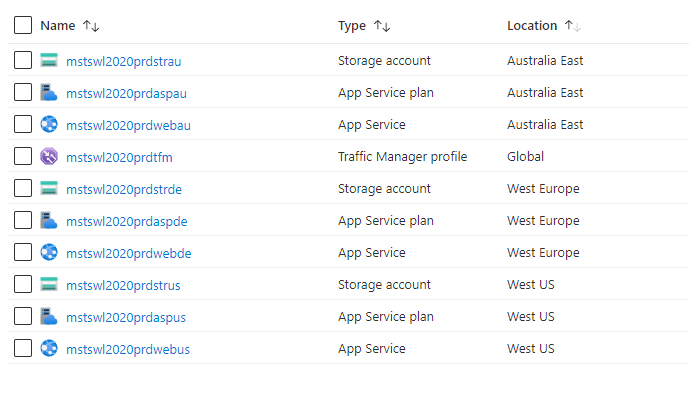 Name Type Location
mstswl2020prdstrau Storage account Australia East
mstswl2020prdaspau App Service plan Australia East
mstswl2020prdwebau App Service Australia East
mstswl2020prdtfm Traffic Manager profile Global
mstswl2020prdstrde Storage account West Europe
mstswl2020prdaspde App Service plan West Europe
mstswl2020prdwebde App Service West Europe
mstswl2020prdstrus Storage account West US
mstswl2020prdaspus App Service plan West US
mstswl2020prdwebus App Service West US